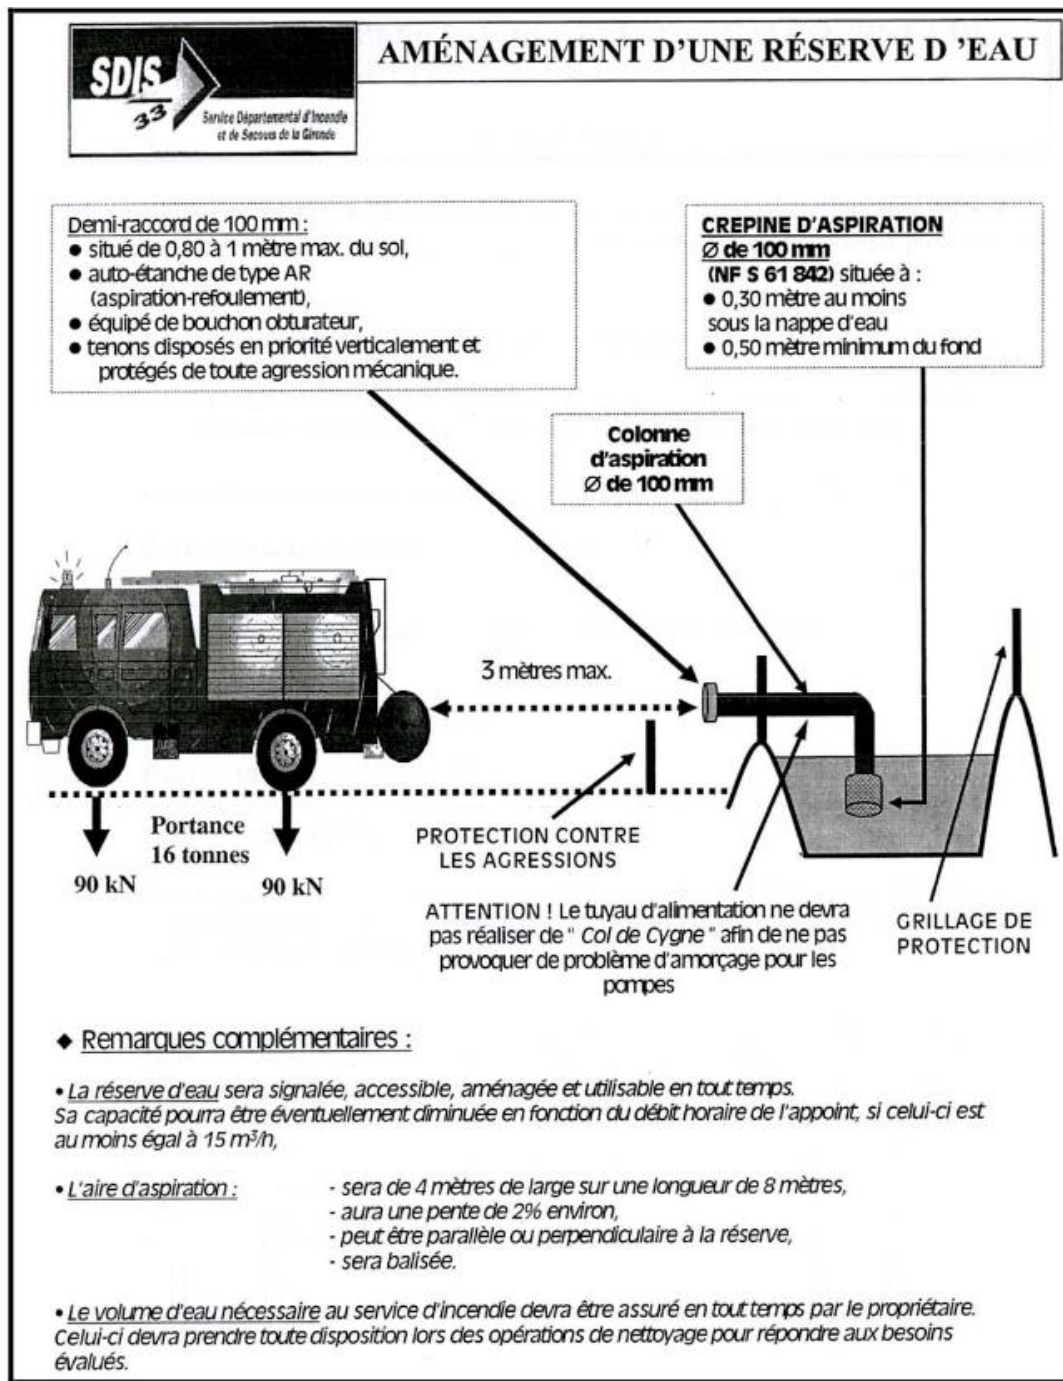 SDIS
33
Service Départemental d'Incendie
et de Secours de la Gironde
AMÉNAGEMENT D'UNE RÉSERVE D 'EAU
Demi-raccord de 100 mm :
● situé de 0,80 à 1 mètre max. du sol,
● auto-étanche de type AR
(aspiration-refoulement),
● équipé de bouchon obturateur,
● tenons disposés en priorité verticalement et
protégés de toute agression mécanique.
CREPINE D'ASPIRATION
Ø de 100 mm
(NF S 61 842) située à :
● 0,30 mètre au moins
sous la nappe d'eau
● 0,50 mètre minimum du fond
Colonne
d'aspiration
Ø de 100 mm
3 mètres max.
Portance
16 tonnes
90 kN
90 kN
PROTECTION CONTRE
LES AGRESSIONS
ATTENTION ! Le tuyau d'alimentation ne devra
pas réaliser de " Col de Cygne " afin de ne pas
provoquer de problème d'amorçage pour les
pompes
GRILLAGE DE
PROTECTION
◆ Remarques complémentaires :
• La réserve d'eau sera signalée, accessible, aménagée et utilisable en tout temps.
Sa capacité pourra être éventuellement diminuée en fonction du débit horaire de l'appoint, si celui-ci est
au moins égal à 15 m³/h,
• L'aire d'aspiration :
- sera de 4 mètres de large sur une longueur de 8 mètres,
- aura une pente de 2% environ,
- peut être parallèle ou perpendiculaire à la réserve,
- sera balisée.
• Le volume d'eau nécessaire au service d'incendie devra être assuré en tout temps par le propriétaire.
Celui-ci devra prendre toute disposition lors des opérations de nettoyage pour répondre aux besoins
évalués.